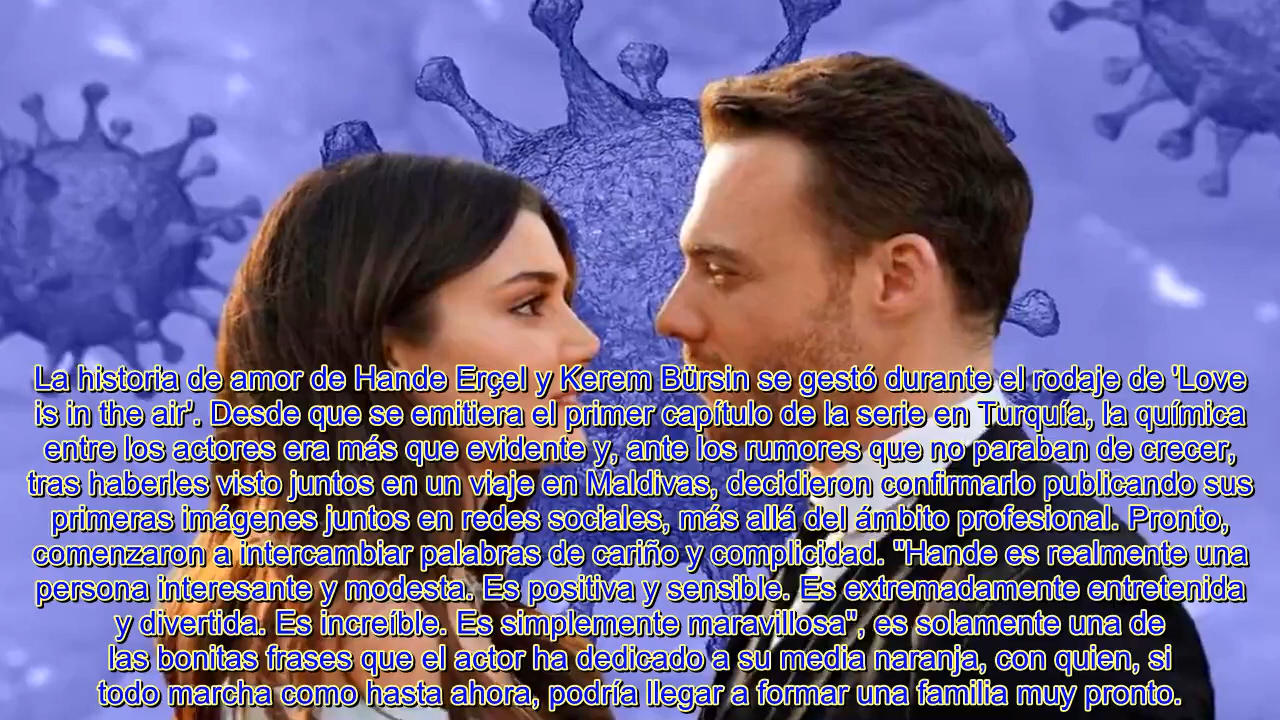 La historia de amor de Hande Erçel y Kerem Bürsin se gestó durante el rodaje de 'Love
is in the air'. Desde que se emitiera el primer capítulo de la serie en Turquía, la química
entre los actores era más que evidente y, ante los rumores que no paraban de crecer,
tras haberles visto juntos en un viaje en Maldivas, decidieron confirmarlo publicando sus
primeras imágenes juntos en redes sociales, más allá del ámbito profesional. Pronto,
comenzaron a intercambiar palabras de cariño y complicidad. "Hande es realmente una
persona interesante y modesta. Es positiva y sensible. Es extremadamente entretenida
y divertida. Es increíble. Es simplemente maravillosa", es solamente una de
las bonitas frases que el actor ha dedicado a su media naranja, con quien, si
todo marcha como hasta ahora, podría llegar a formar una familia muy pronto.